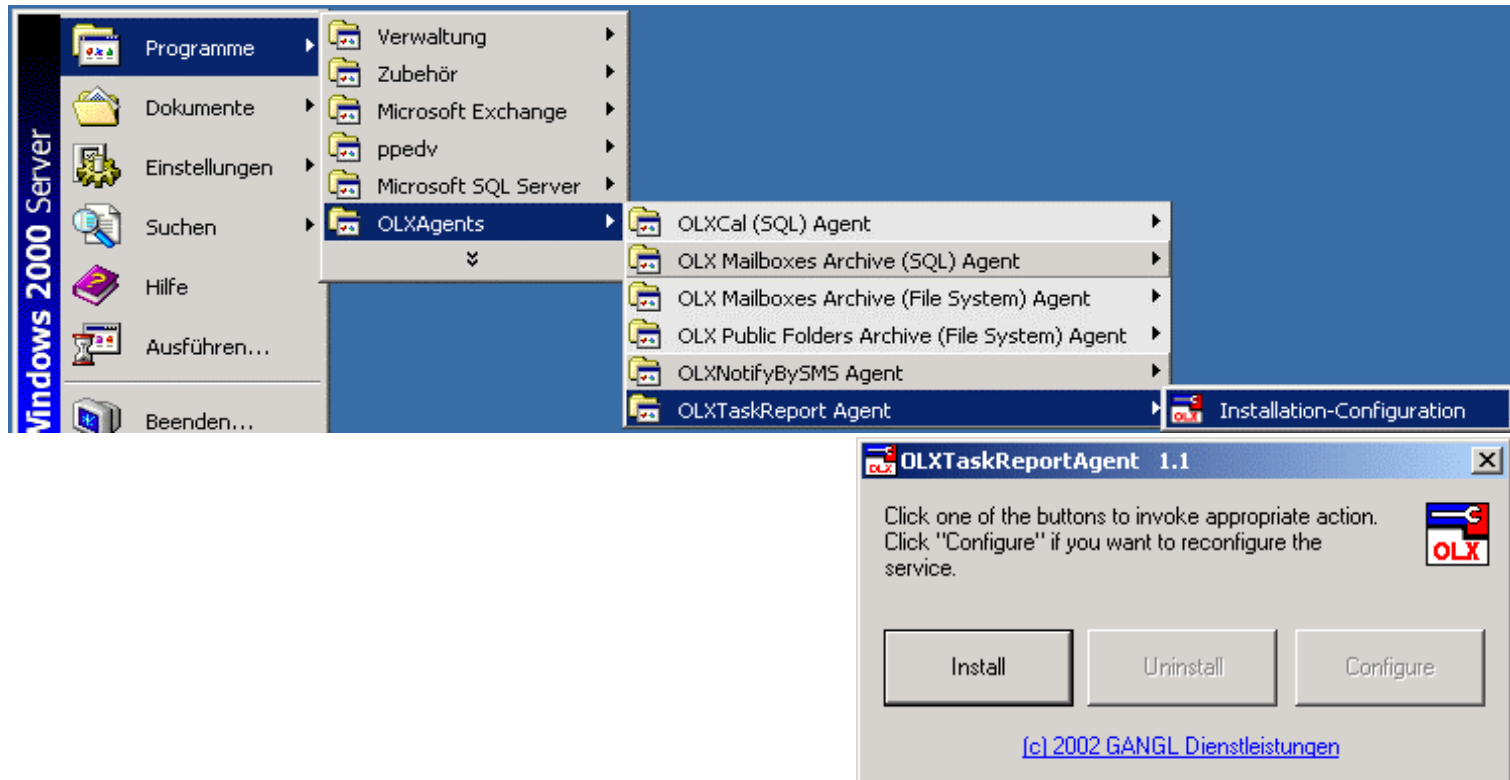 Windows 2000 Server
Programme
Dokumente
Einstellungen
Suchen
Hilfe
Ausführen...
Beenden...
Verwaltung
Zubehör
Microsoft Exchange
ppedv
Microsoft SQL Server
OLXAgents
OLXCal (SQL) Agent
OLX Mailboxes Archive (SQL) Agent
OLX Mailboxes Archive (File System) Agent
OLX Public Folders Archive (File System) Agent
OLXNotifyBySMS Agent
OLXTaskReport Agent
OLX
Installation-Configuration
OLX
OLXTaskReportAgent 1.1
Click one of the buttons to invoke appropriate action.
Click "Configure" if you want to reconfigure the
service.
OLX
Install
Uninstall
Configure
(c) 2002 GANGL Dienstleistungen